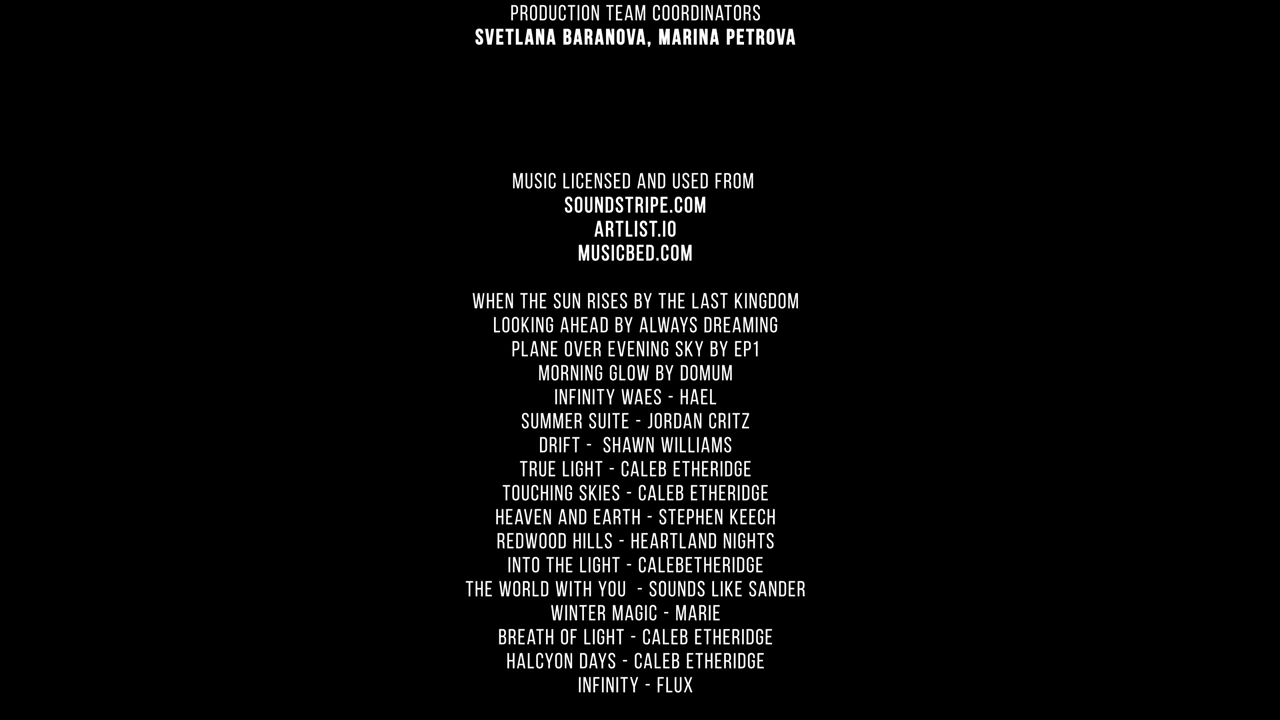 PRODUCTION TEAM COORDINATORS
SVETLANA BARANOVA, MARINA PETROVA
MUSIC LICENSED AND USED FROM
SOUNDSTRIPE.COM
ARTLIST.IO
MUSICBED.COM
WHEN THE SUN RISES BY THE LAST KINGDOM
LOOKING AHEAD BY ALWAYS DREAMING
PLANE OVER EVENING SKY BY EP1
MORNING GLOW BY DOMUM
INFINITY WAES - HAEL
SUMMER SUITE - JORDAN CRITZ
DRIFT -  SHAWN WILLIAMS
TRUE LIGHT - CALEB ETHERIDGE
TOUCHING SKIES - CALEB ETHERIDGE
HEAVEN AND EARTH - STEPHEN KEECH
REDWOOD HILLS - HEARTLAND NIGHTS
INTO THE LIGHT - CALEBETHERIDGE
THE WORLD WITH YOU  - SOUNDS LIKE SANDER
WINTER MAGIC - MARIE
BREATH OF LIGHT - CALEB ETHERIDGE
HALCYON DAYS - CALEB ETHERIDGE
INFINITY - FLUX